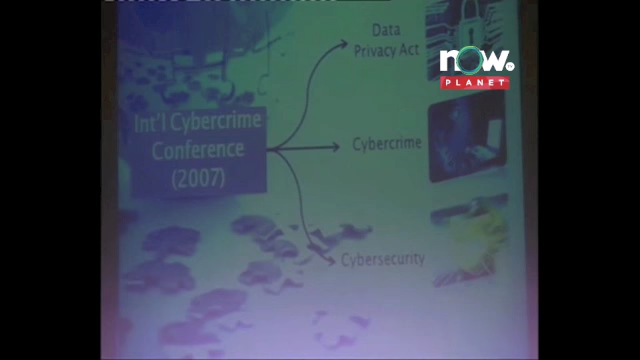 Data
Privacy Act
now.
PLANET
Int'l Cybercrime
Conference
(2007)
Cybercrime
Cybersecurity